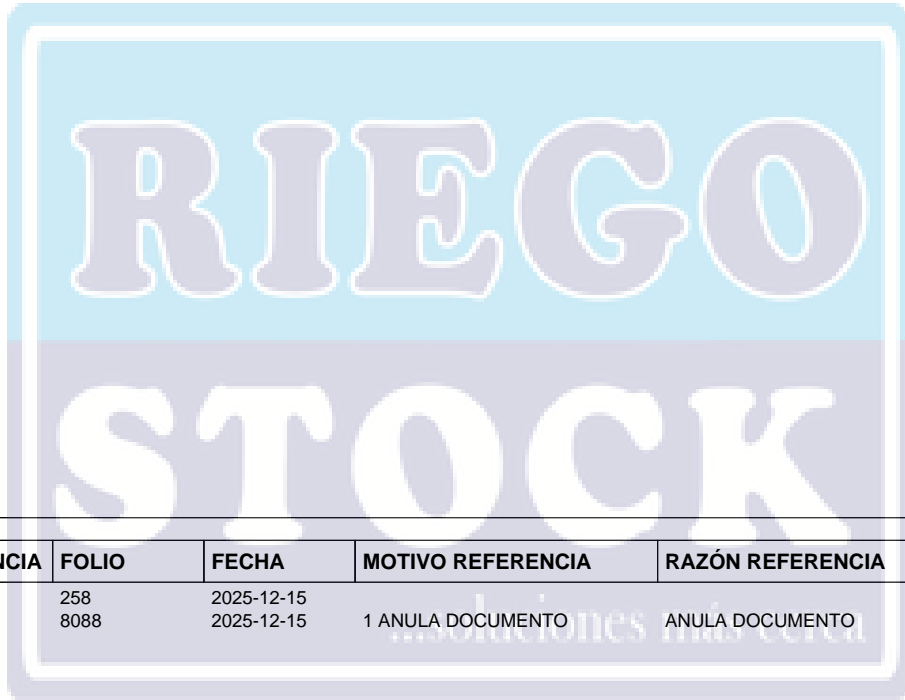 RIEGO
STOCK
NCIA FOLIO FECHA MOTIVO REFERENCIA RAZÓN REFERENCIA
258 2025-12-15
8088 2025-12-15 1 ANULA DOCUMENTO ANULA DOCUMENTO
...soluciones más cerca